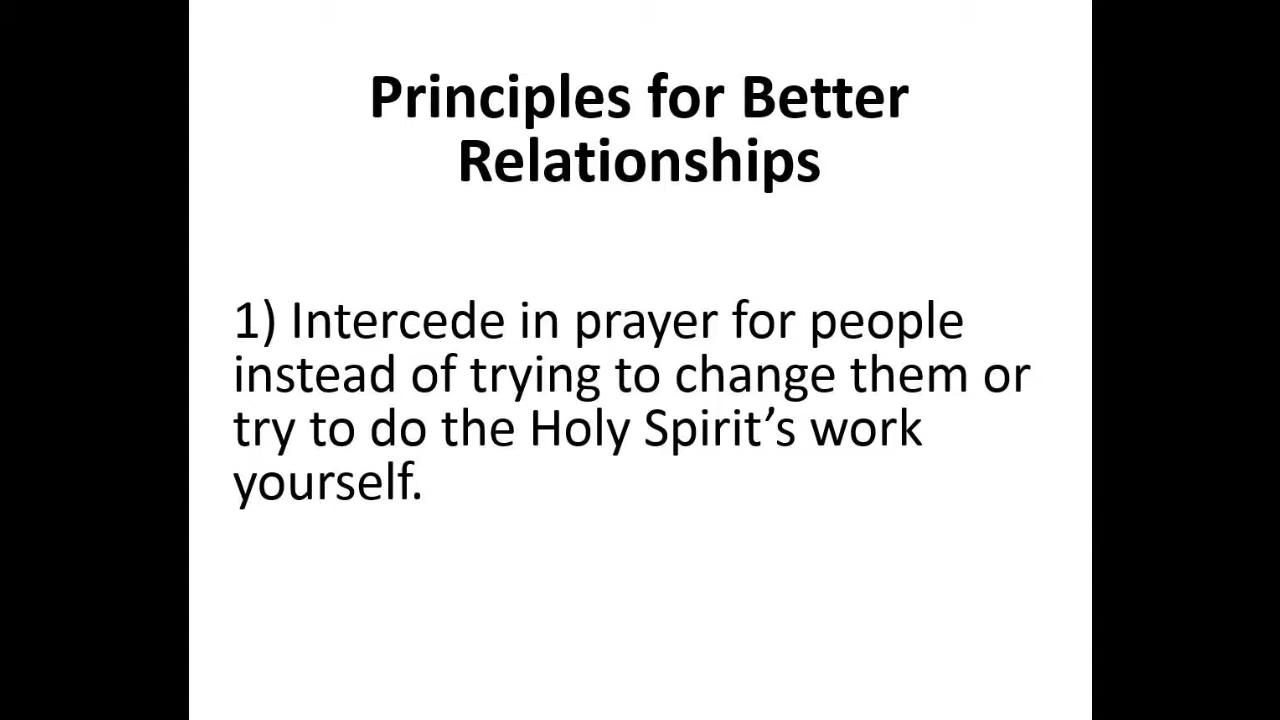 Principles for Better
Relationships
1) Intercede in prayer for people
instead of trying to change them or
try to do the Holy Spirit’s work
yourself.